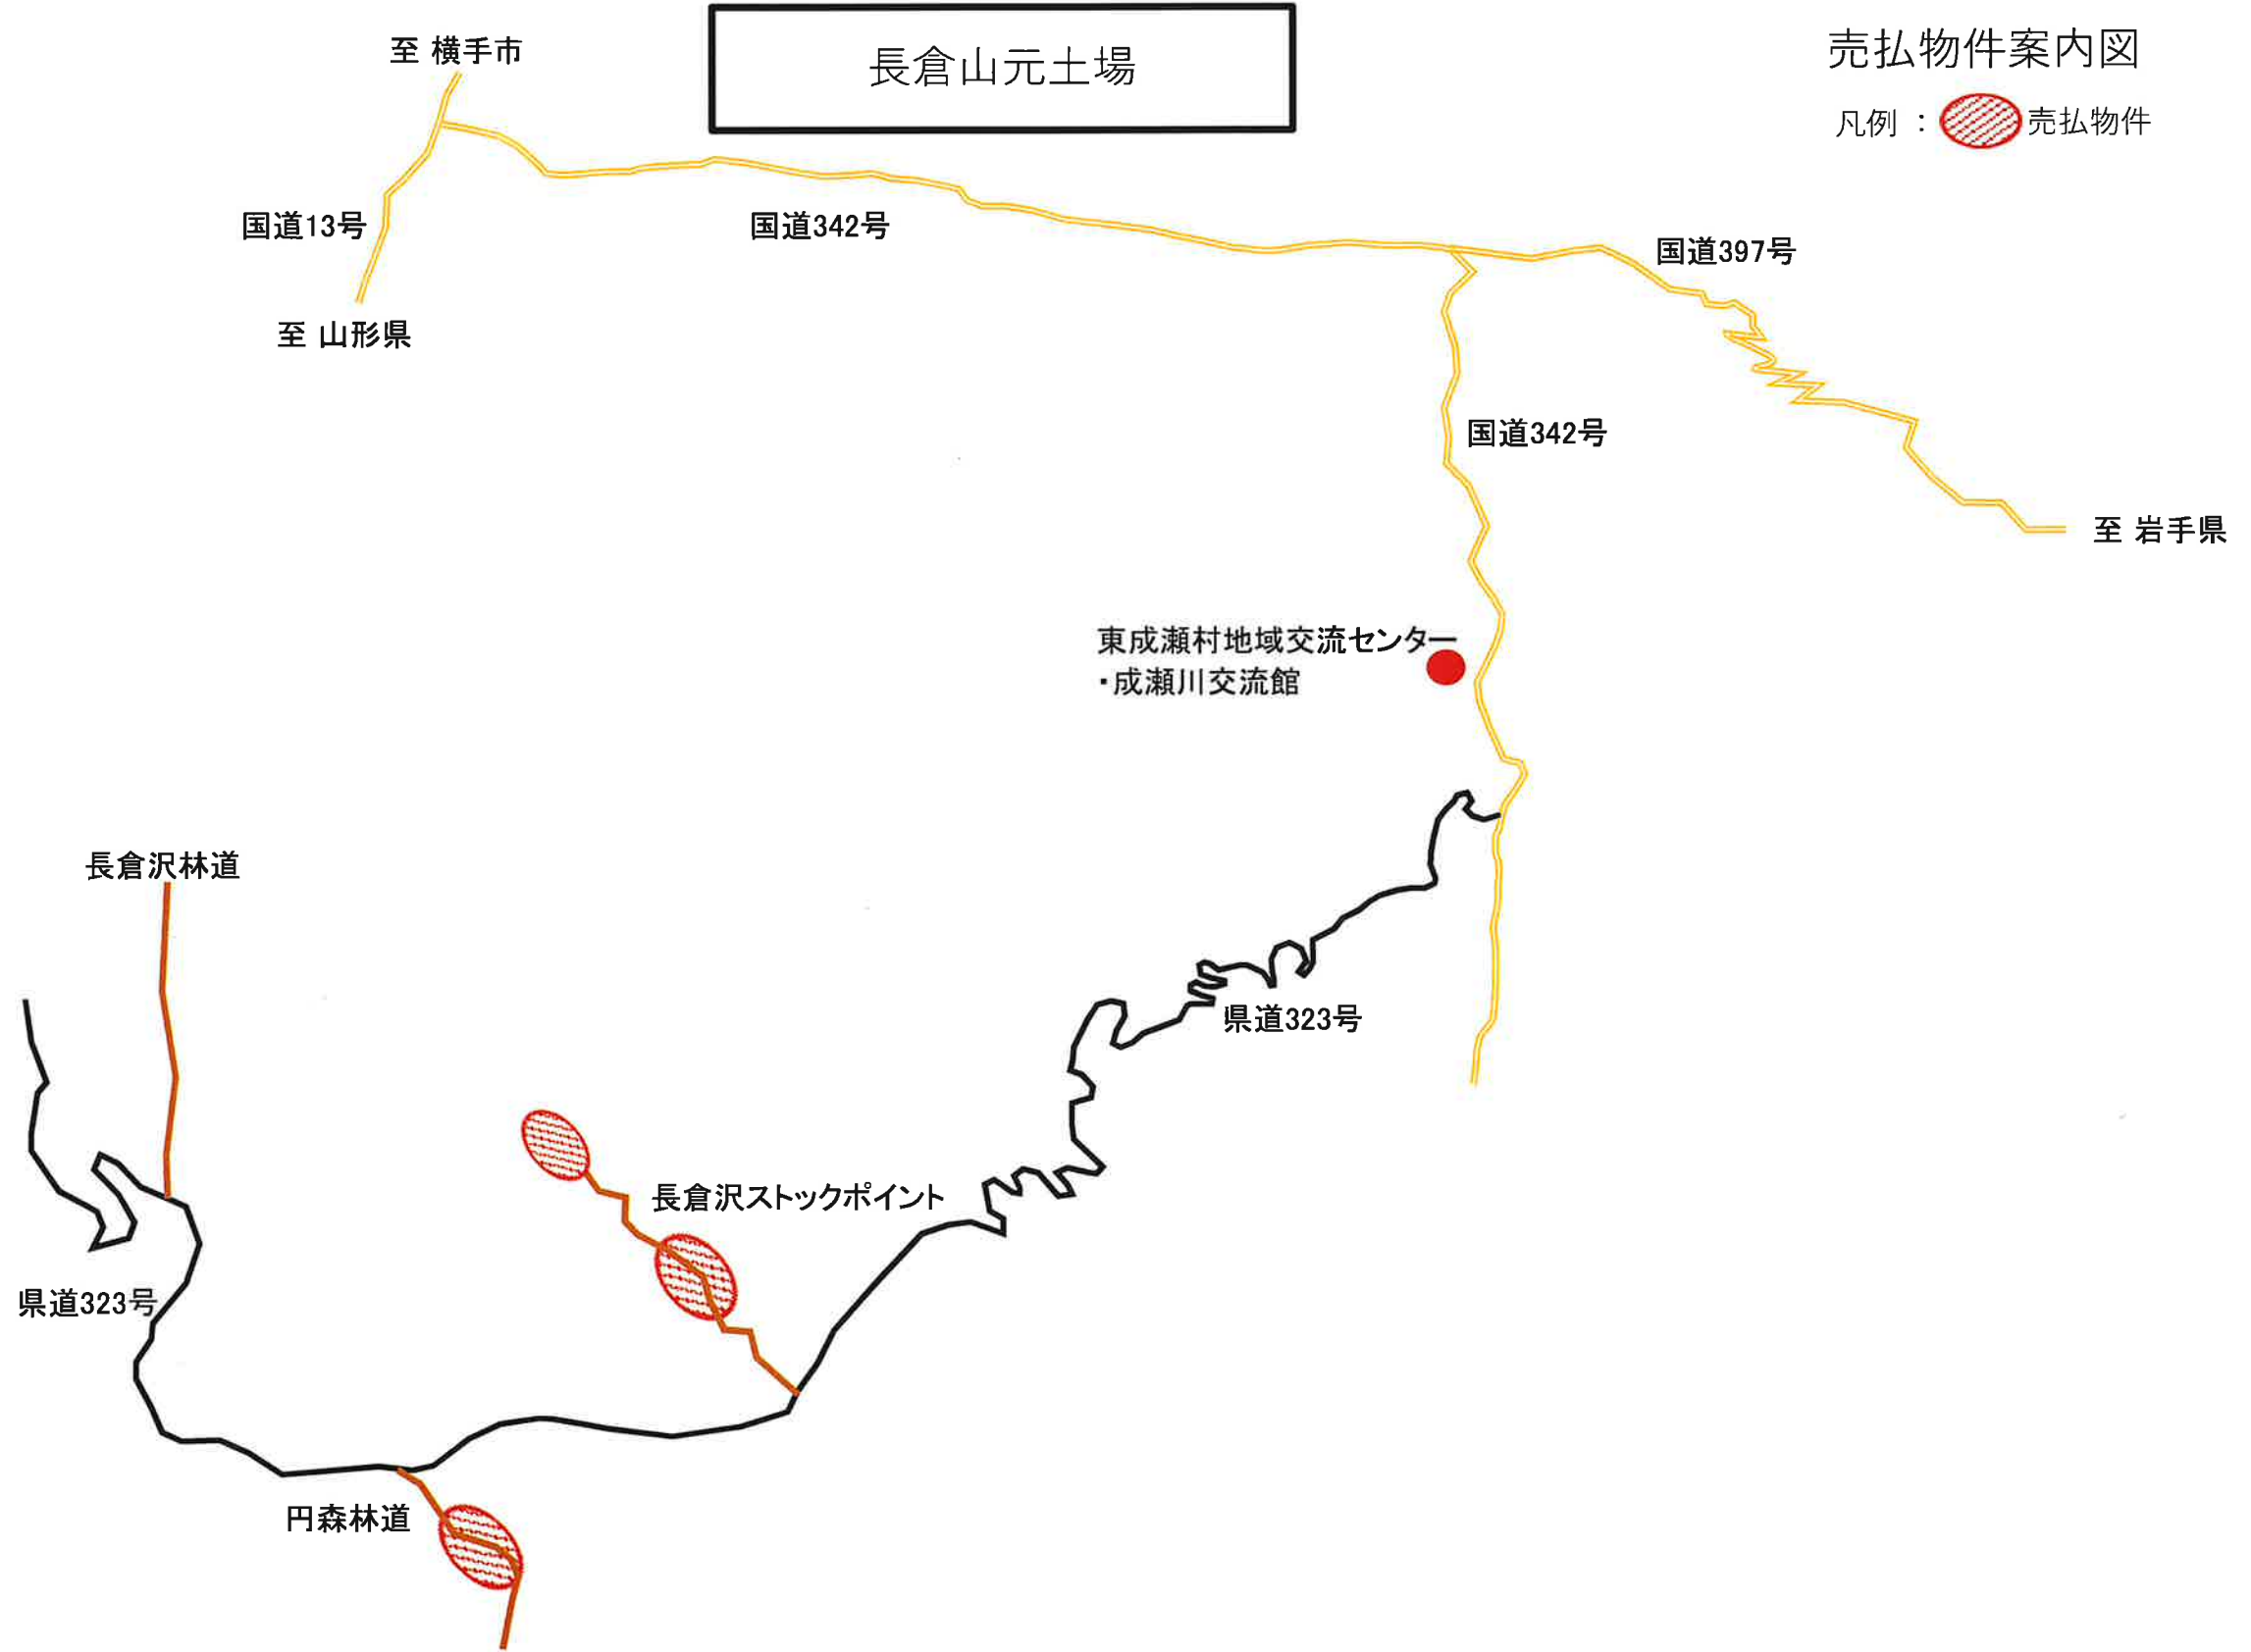 長倉山元土場
売払物件案内図
凡例 : 売払物件
至 横手市
国道13号
国道342号
国道397号
至 山形県
国道342号
至 岩手県
東成瀬村地域交流センター
・成瀬川交流館
長倉沢林道
県道323号
長倉沢ストックポイント
県道323号
円森林道